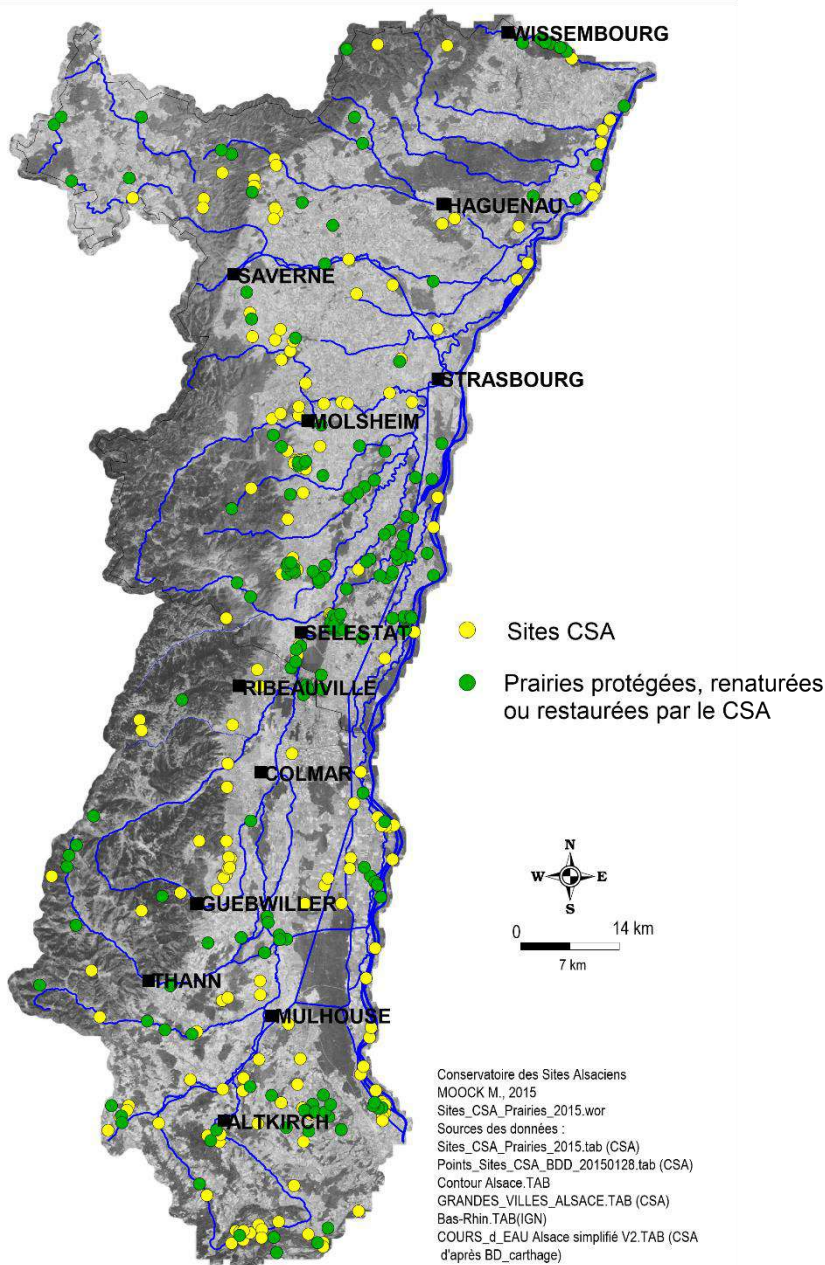 WISSEMBOURG
HAGUENAU
SAVERNE
STRASBOURG
MOLSHEIM
SELESTAT
RIBEAUVILLE
COLMAR
GUEBWILLER
THANN
MULHOUSE
ALTKIRCH
Sites CSA
Prairies protégées, renaturées
ou restaurées par le CSA
N
W E
S
0 14 km
7 km
Conservatoire des Sites Alsaciens
MOOCK M., 2015
Sites_CSA_Prairies_2015.wor
Sources des données :
Sites_CSA_Prairies_2015.tab (CSA)
Points_Sites_CSA_BDD_20150128.tab (CSA)
Contour Alsace.TAB
GRANDES_VILLES_ALSACE.TAB (CSA)
Bas-Rhin.TAB(IGN)
COURS_d_EAU Alsace simplifié V2.TAB (CSA
d'après BD_carthage)